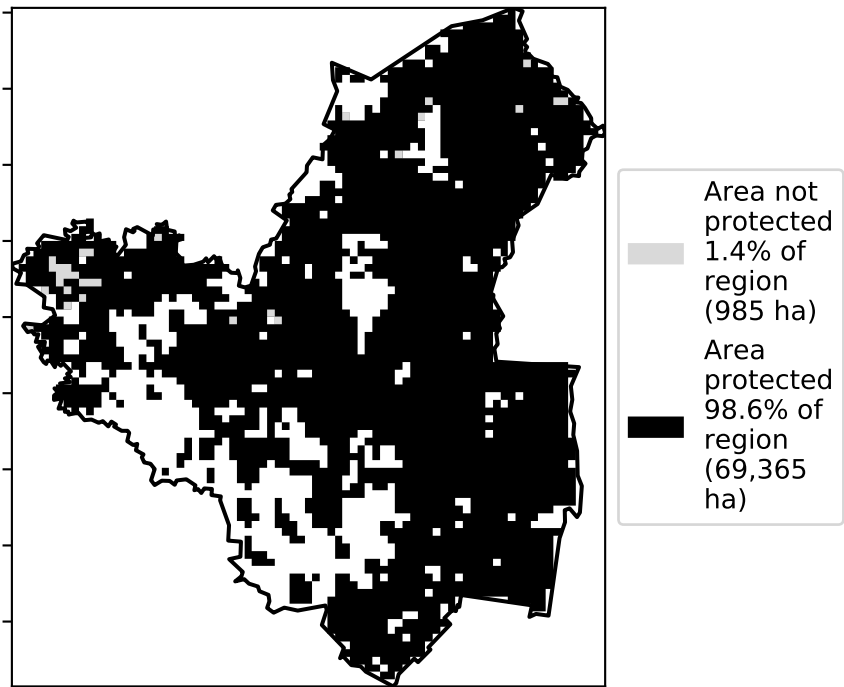 Area not
protected
1.4% of
region
(985 ha)
Area
protected
98.6% of
region
(69,365
ha)